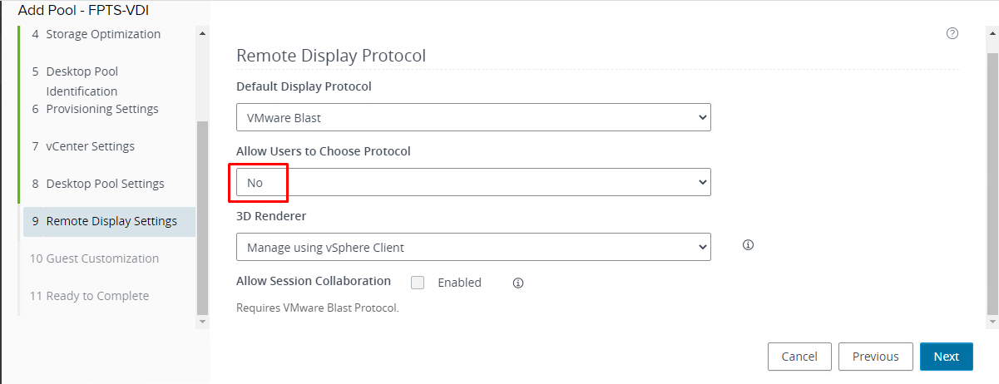 Add Pool - FPTS-VDI
4 Storage Optimization
5 Desktop Pool
Identification
6 Provisioning Settings
7 vCenter Settings
8 Desktop Pool Settings
9 Remote Display Settings
10 Guest Customization
11 Ready to Complete
Remote Display Protocol
Default Display Protocol
VMware Blast
Allow Users to Choose Protocol
No
3D Renderer
Manage using vSphere Client
Allow Session Collaboration Enabled
Requires VMware Blast Protocol.
Cancel Previous Next